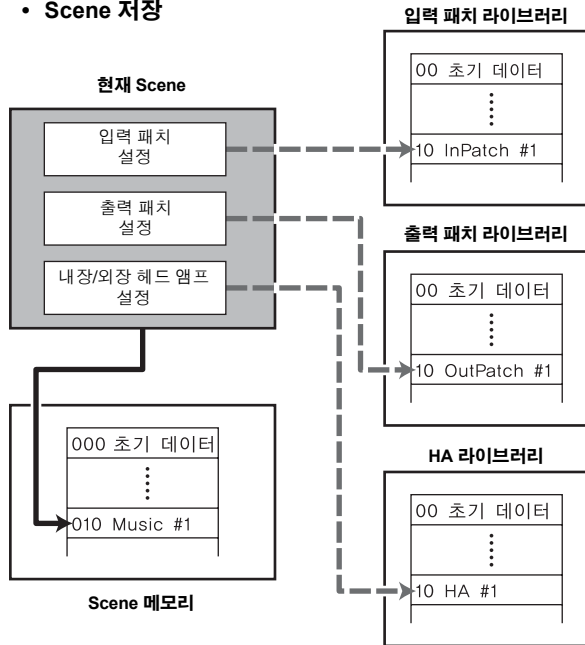 • Scene 저장
현재 Scene
입력 패치
설정
출력 패치
설정
내장/외장 헤드 앰프
설정
000 초기 데이터
010 Music #1
Scene 메모리
입력 패치 라이브러리
00 초기 데이터
10 InPatch #1
출력 패치 라이브러리
00 초기 데이터
10 OutPatch #1
HA 라이브러리
00 초기 데이터
10 HA #1